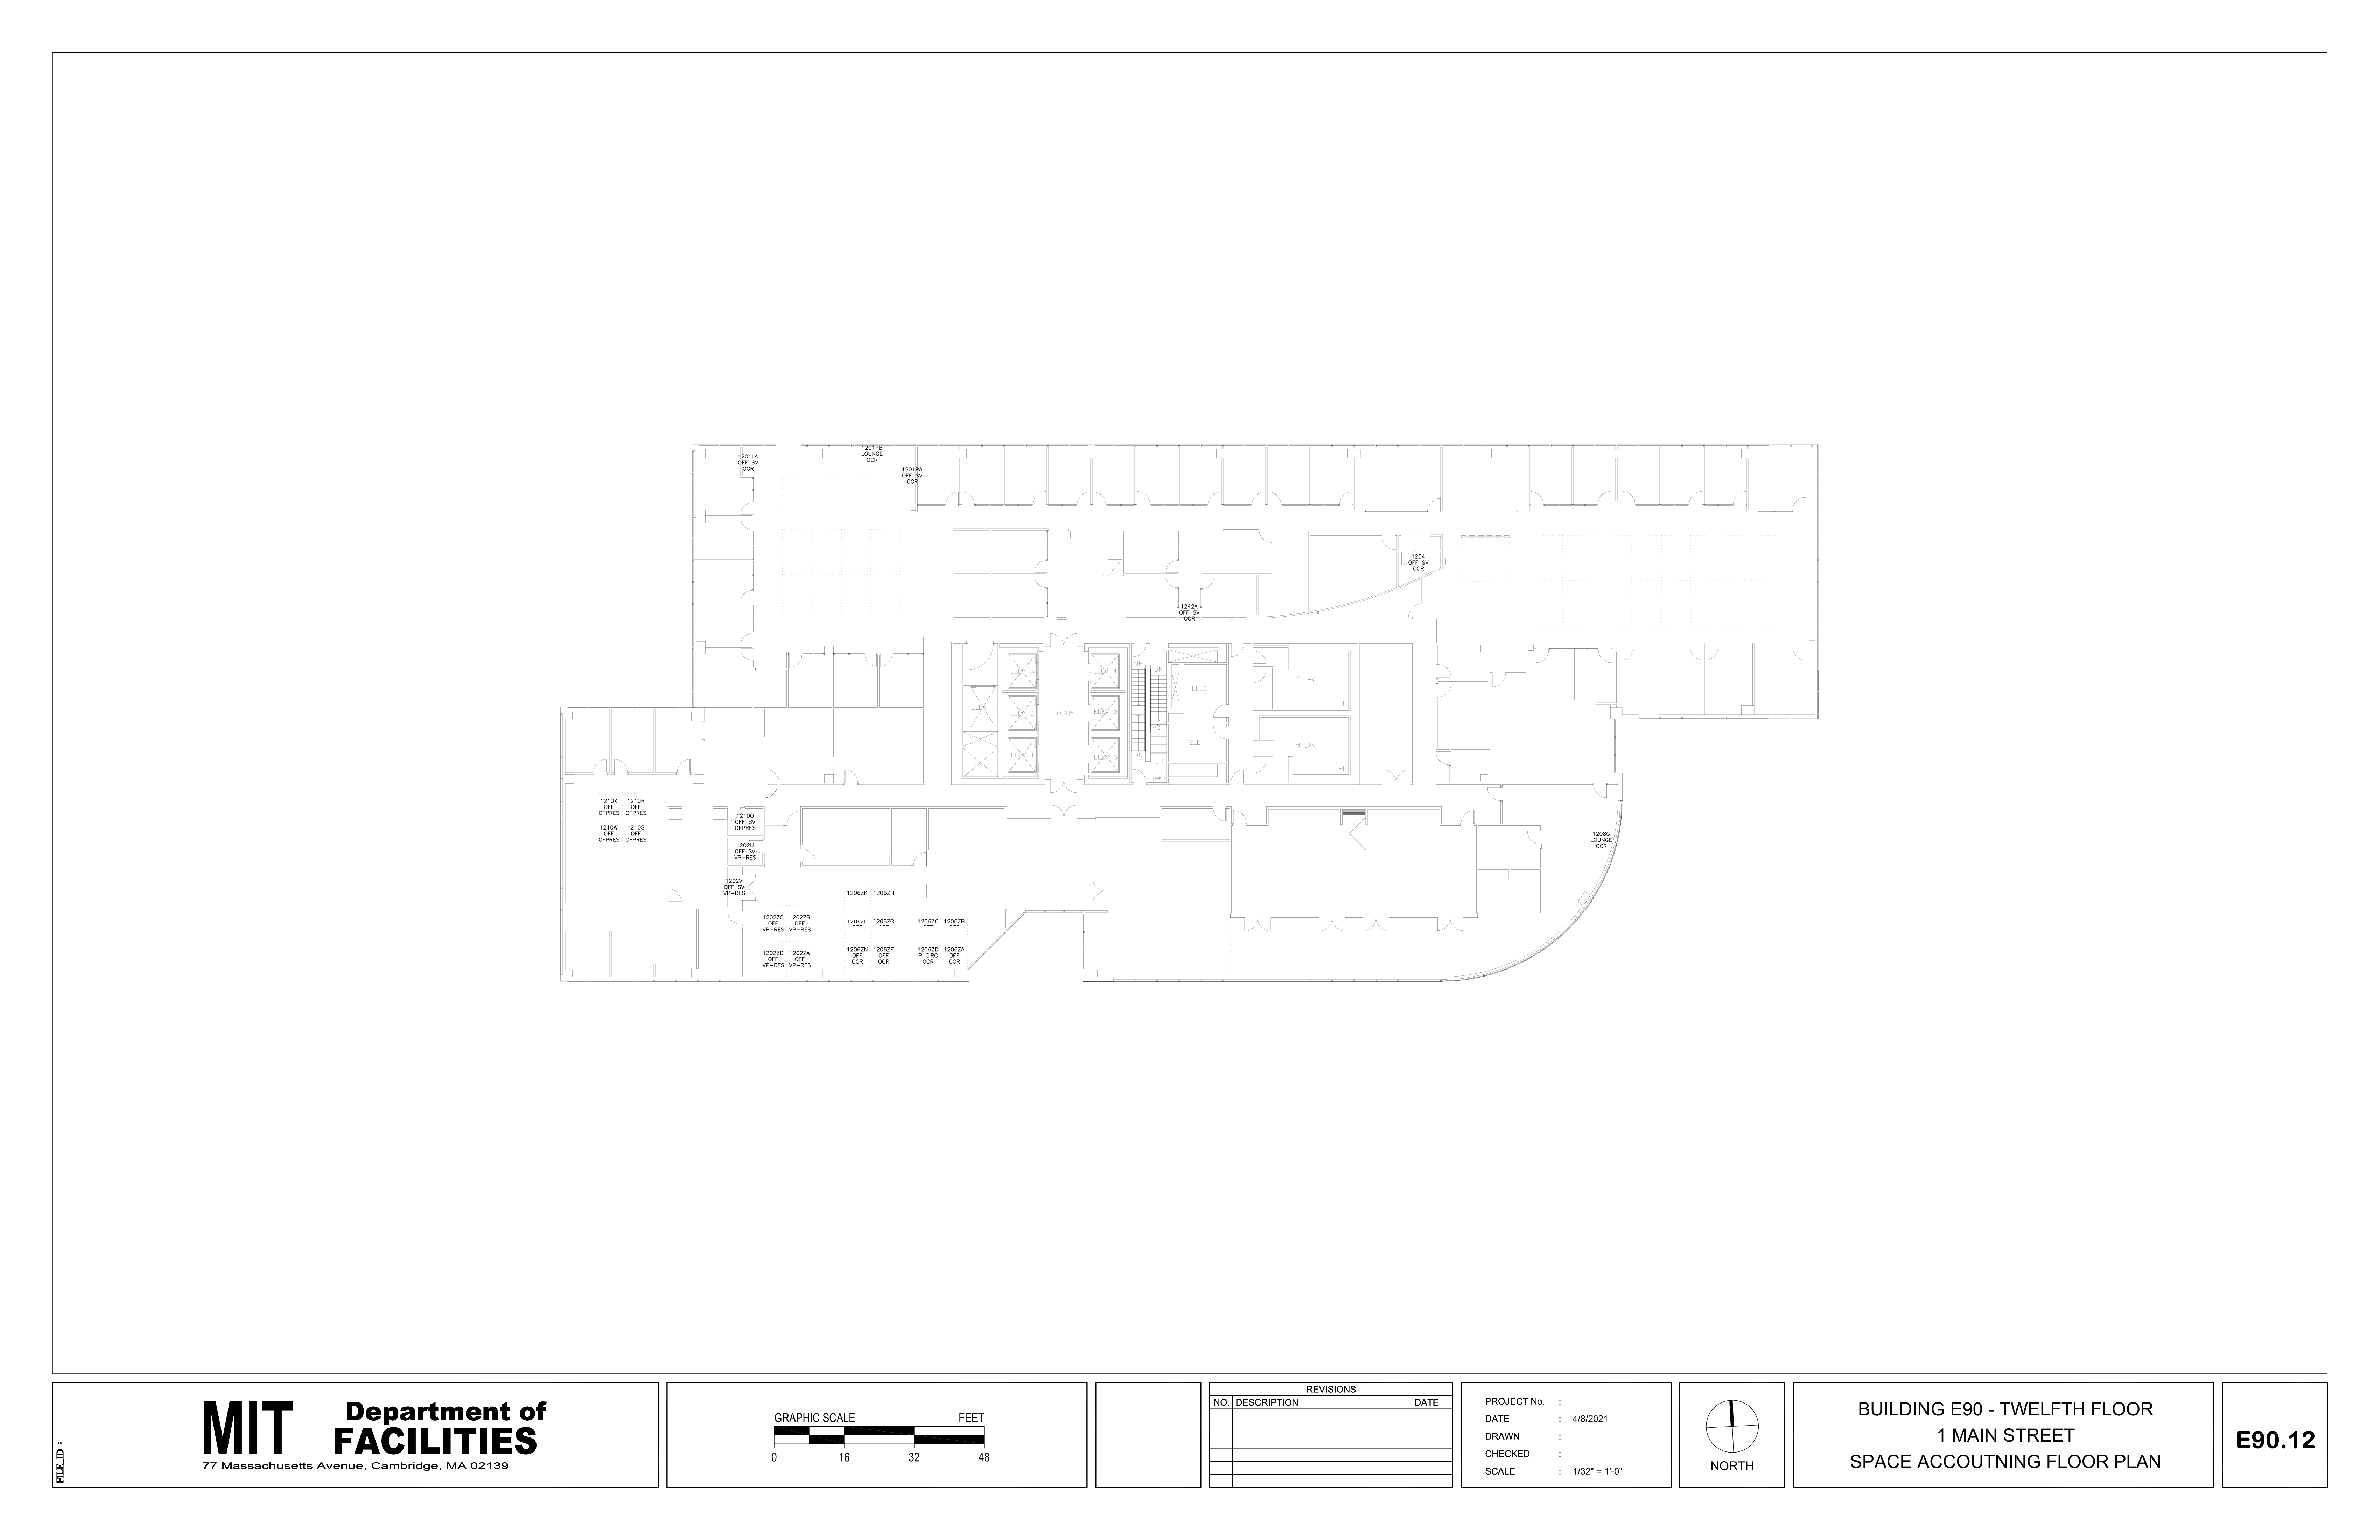 1201PB
LOUNGE
OCR
1201LA
OFF SV
OCR
1201PA
OFF SV
OCR
1254
OFF SV
OCR
1242A
OFF SV
OCR
ELEV 3
ELEV 4
UP
DN
ELEC
F LAV
HP
ELEV 7
ELEV 2
LOBBY
ELEV 5
TELE
M LAV
HP
ELEV 1
ELEV 6
DN
UP
1210X
OFF
OFPRES
1210R
OFF
OFPRES
1210W
OFF
OFPRES
1210S
OFF
OFPRES
1210Q
OFF SV
OFPRES
1202U
OFF SV
VP-RES
1202V
OFF SV
VP-RES
1208G
LOUNGE
OCR
1206ZK 1206ZH
1202ZC
OFF
VP-RES
1202ZB
OFF
VP-RES
1206ZL 1206ZG
1206ZC 1206ZB
1202ZD
OFF
VP-RES
1202ZA
OFF
VP-RES
1206ZN
OFF
OCR
1206ZF
OFF
OCR
1206ZD
P CIRC
OCR
1206ZA
OFF
OCR
FILE_ID :
MIT
Department of
FACILITIES
77 Massachusetts Avenue, Cambridge, MA 02139
GRAPHIC SCALE FEET
0 16 32 48
REVISIONS
NO. DESCRIPTION DATE
PROJECT No. :
DATE : 4/8/2021
DRAWN :
CHECKED :
SCALE : 1/32" = 1'-0"
NORTH
BUILDING E90 - TWELFTH FLOOR
1 MAIN STREET
SPACE ACCOUTNING FLOOR PLAN
E90.12